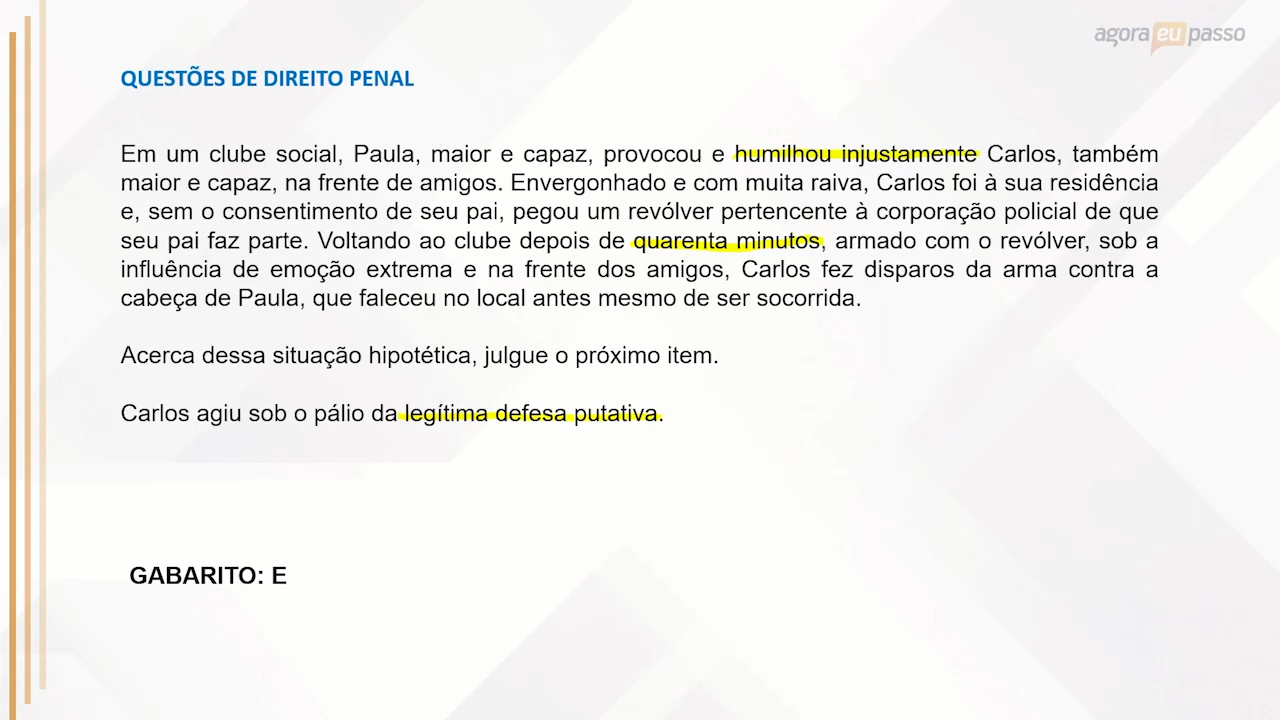 agora eu passo
QUESTÕES DE DIREITO PENAL
Em um clube social, Paula, maior e capaz, provocou e humilhou injustamente Carlos, também
maior e capaz, na frente de amigos. Envergonhado e com muita raiva, Carlos foi à sua residência
e, sem o consentimento de seu pai, pegou um revólver pertencente à corporação policial de que
seu pai faz parte. Voltando ao clube depois de quarenta minutos, armado com o revólver, sob a
influência de emoção extrema e na frente dos amigos, Carlos fez disparos da arma contra a
cabeça de Paula, que faleceu no local antes mesmo de ser socorrida.
Acerca dessa situação hipotética, julgue o próximo item.
Carlos agiu sob o pálio da legítima defesa putativa.
GABARITO: E